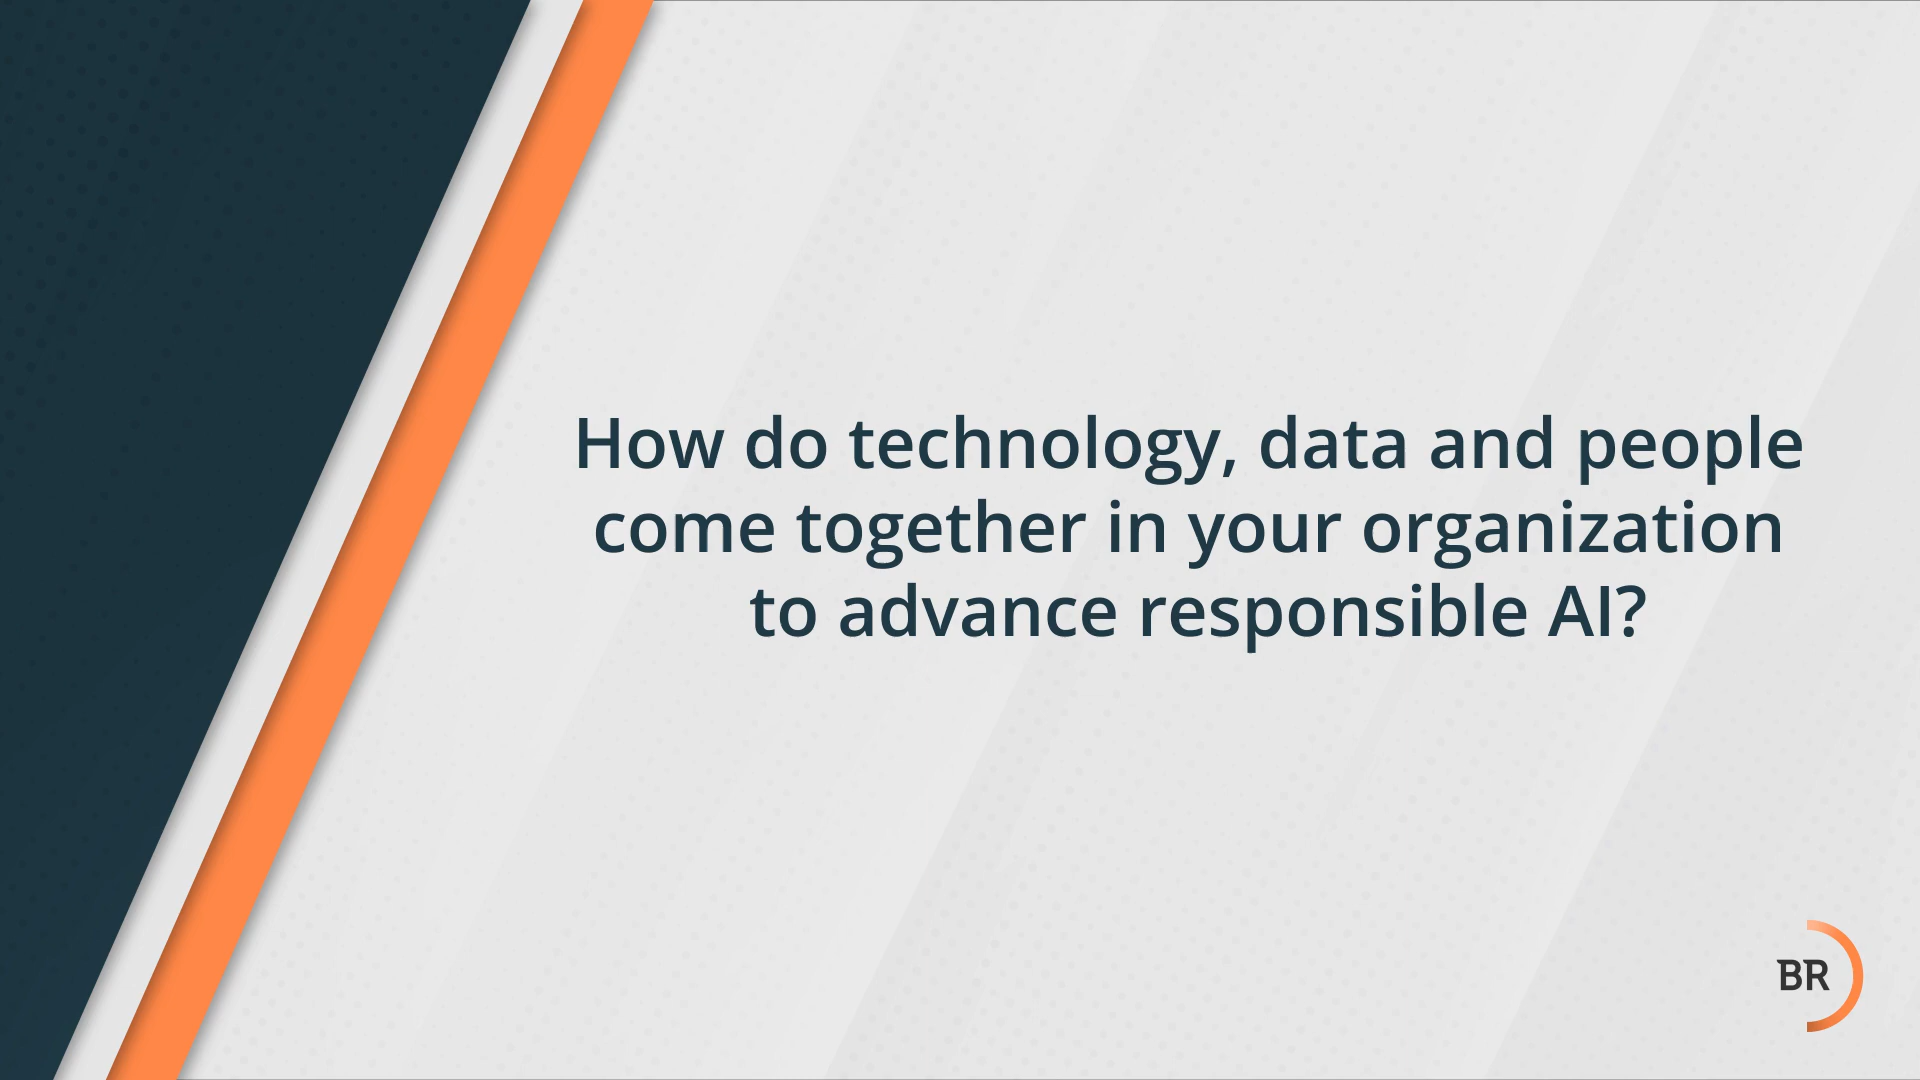 How do technology, data and people
come together in your organization
to advance responsible AI?
BR